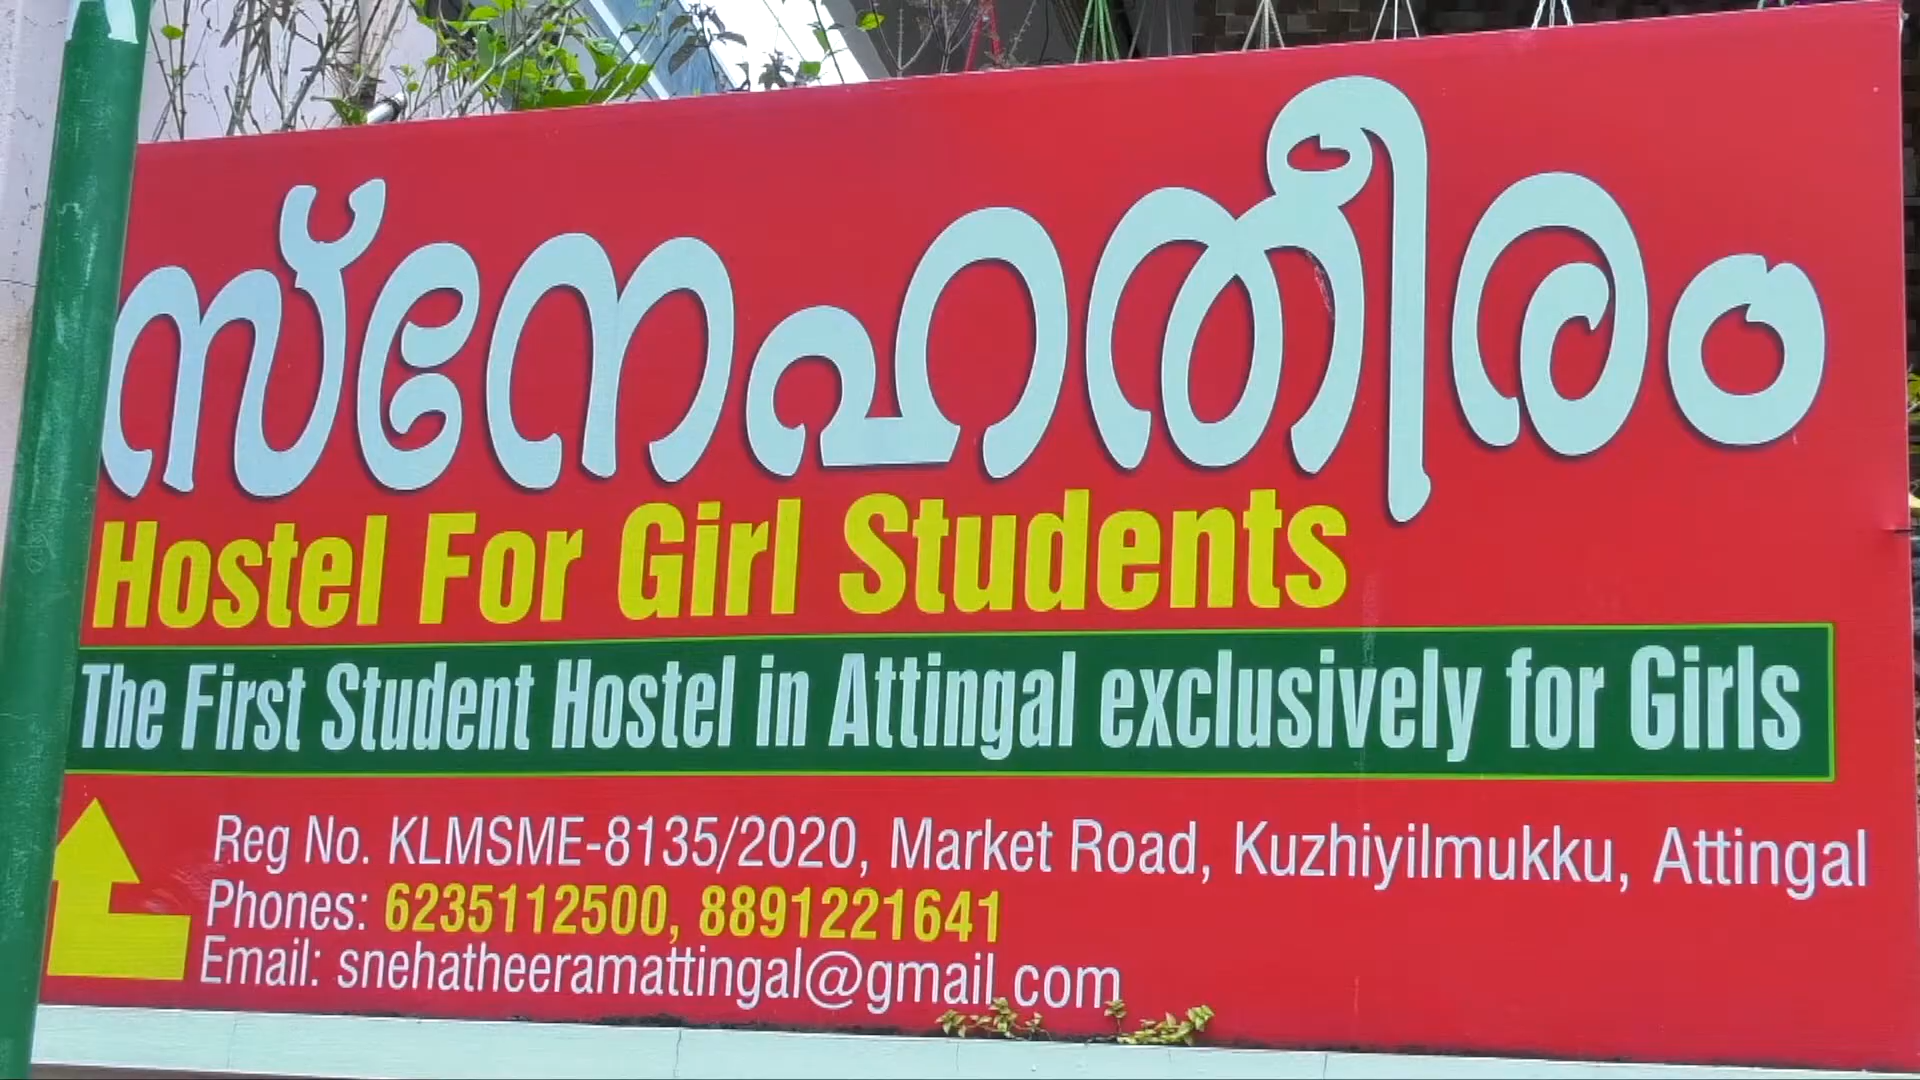 സ്നേഹതീരം
Hostel For Girl Students
The First Student Hostel in Attingal exclusively for Girls
Reg No. KLMSME-8135/2020, Market Road, Kuzhiyilmukku, Attingal
Phones: 6235112500, 8891221641
Email: snehatheeramattingal@gmail.com